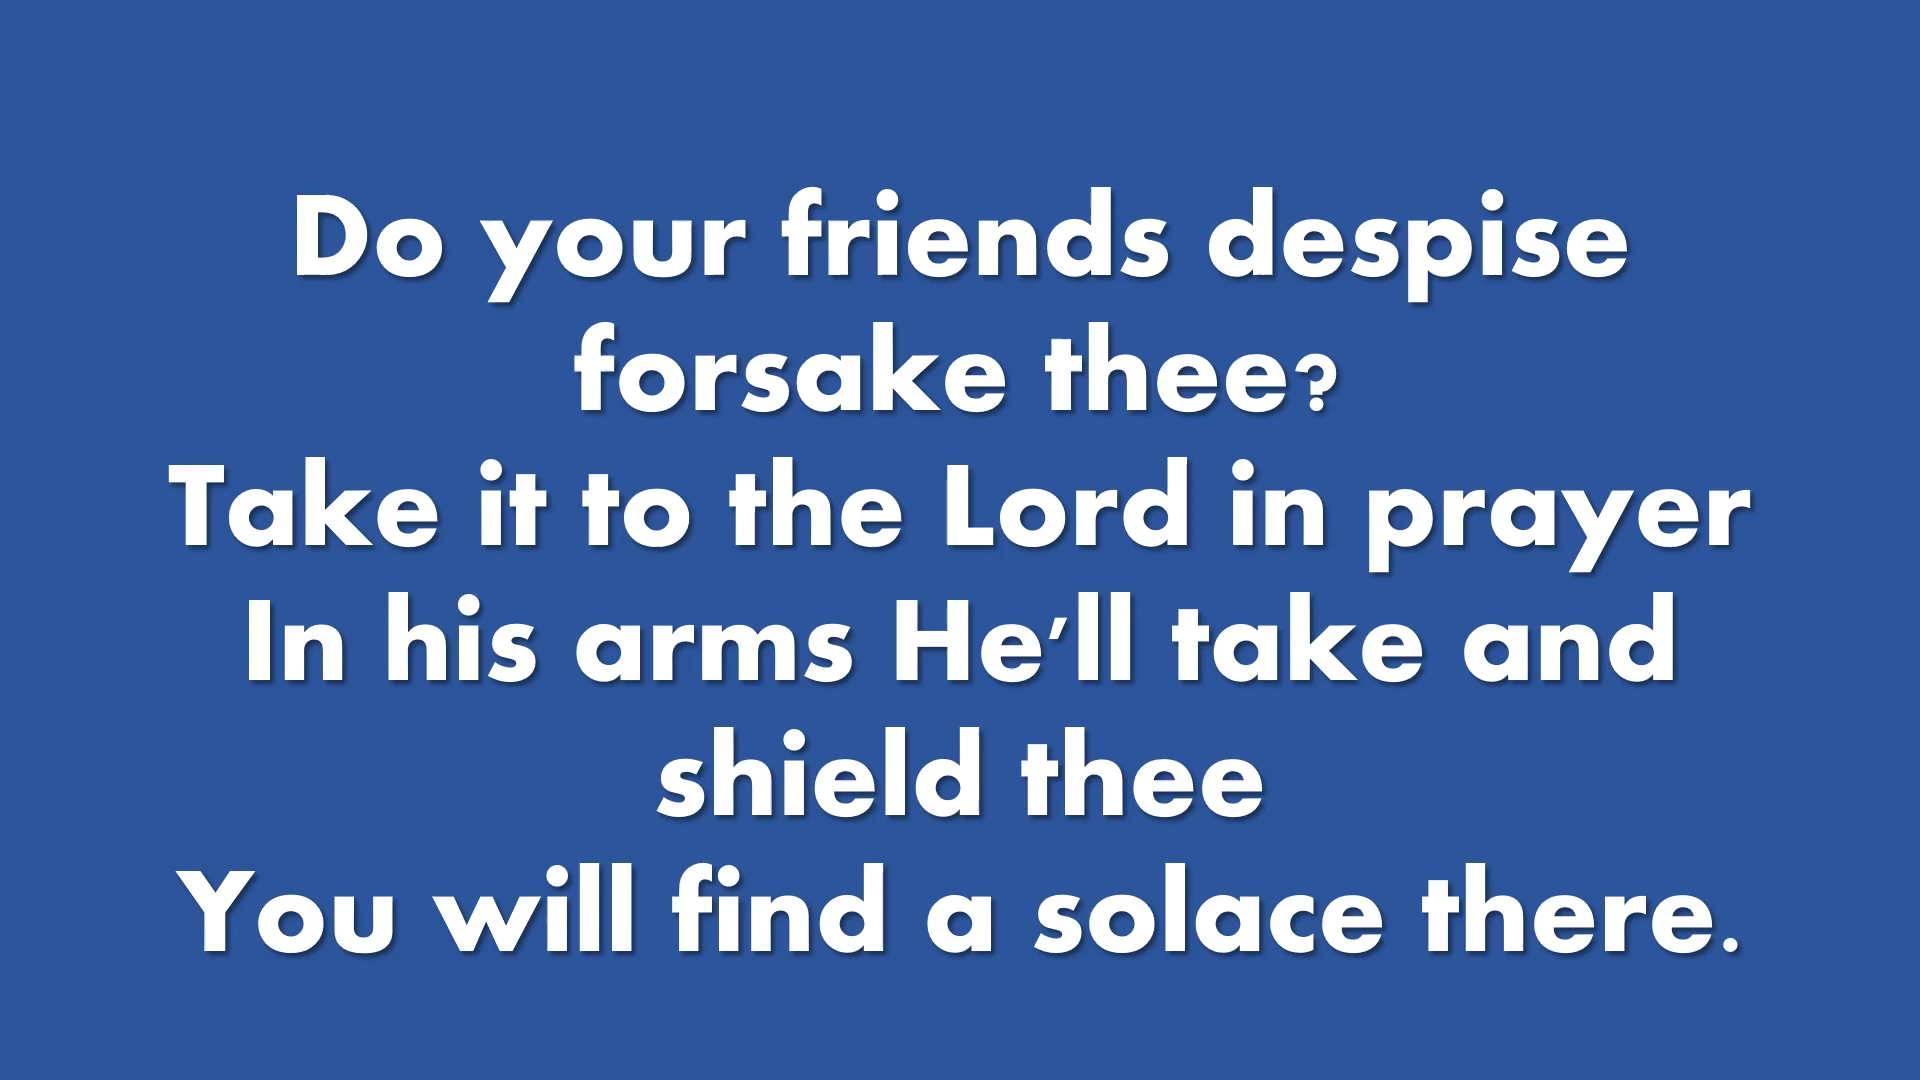 Do your friends despise
forsake thee?
Take it to the Lord in prayer
In his arms He’ll take and
shield thee
You will find a solace there.